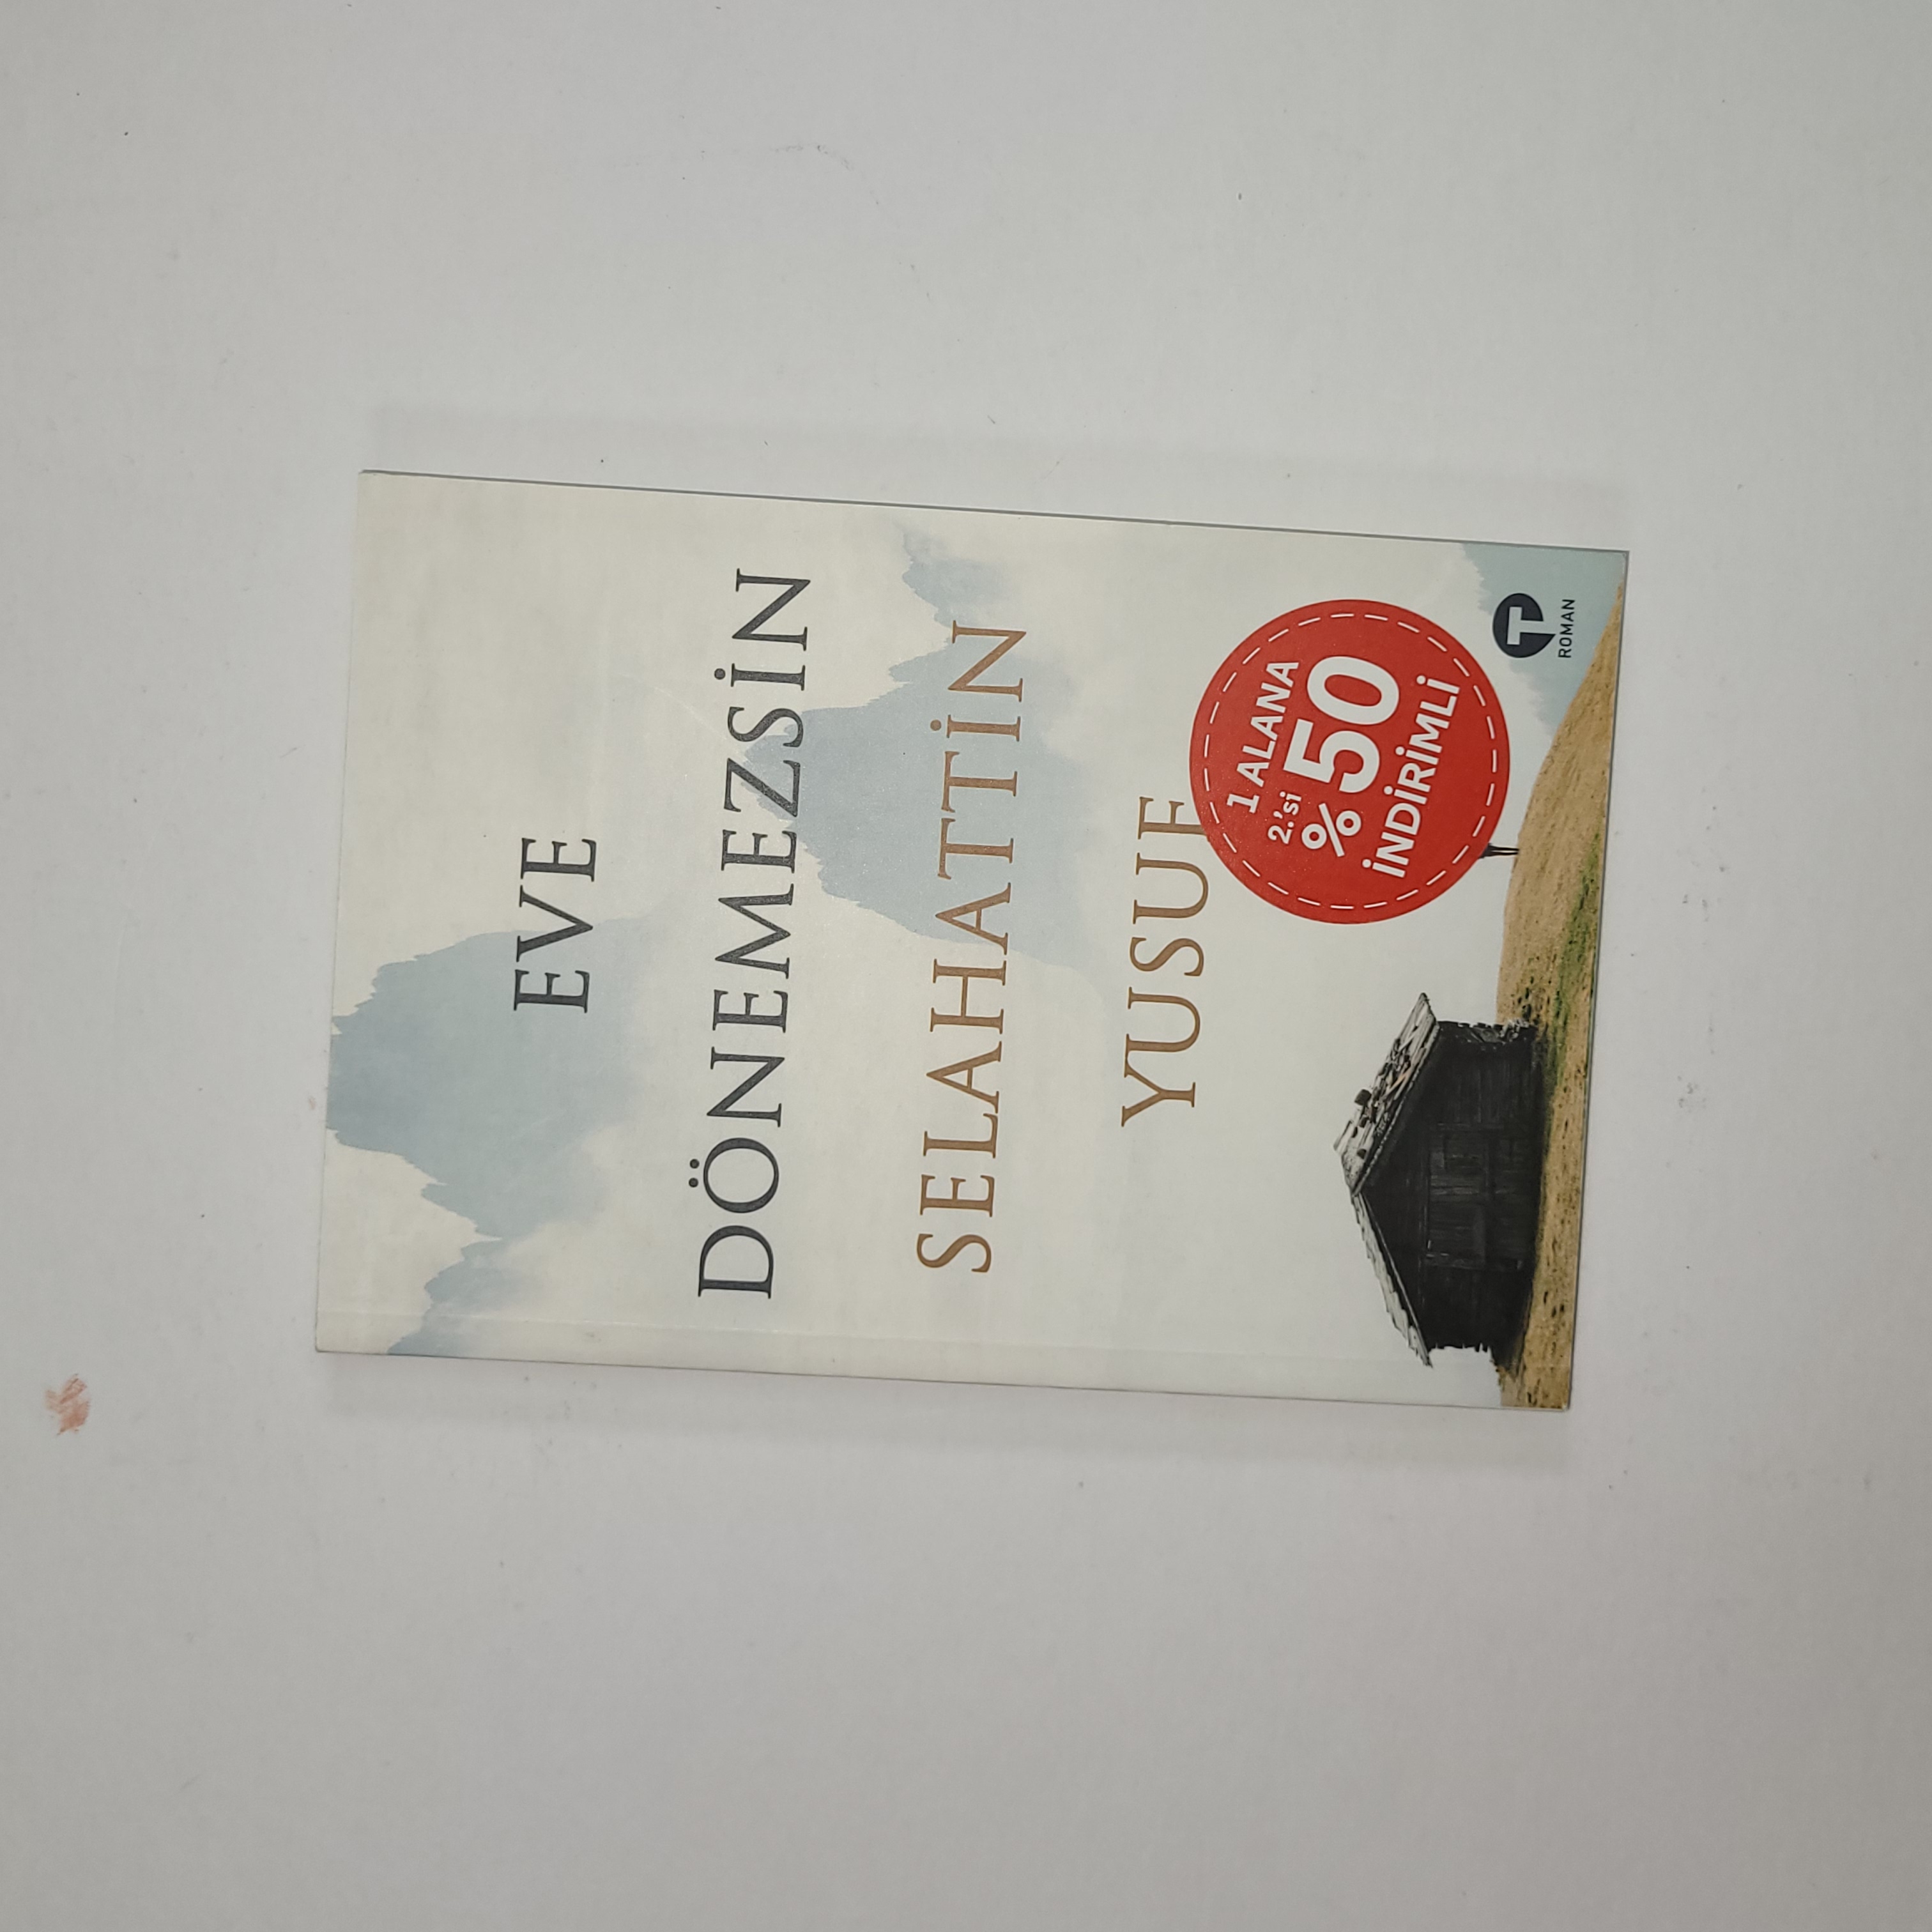 EVE
DÖNEMEZSİN
SELAHATTİN
YUSUF
1 ALANA
2.'si
%50
İNDİRİMLİ
T
ROMAN